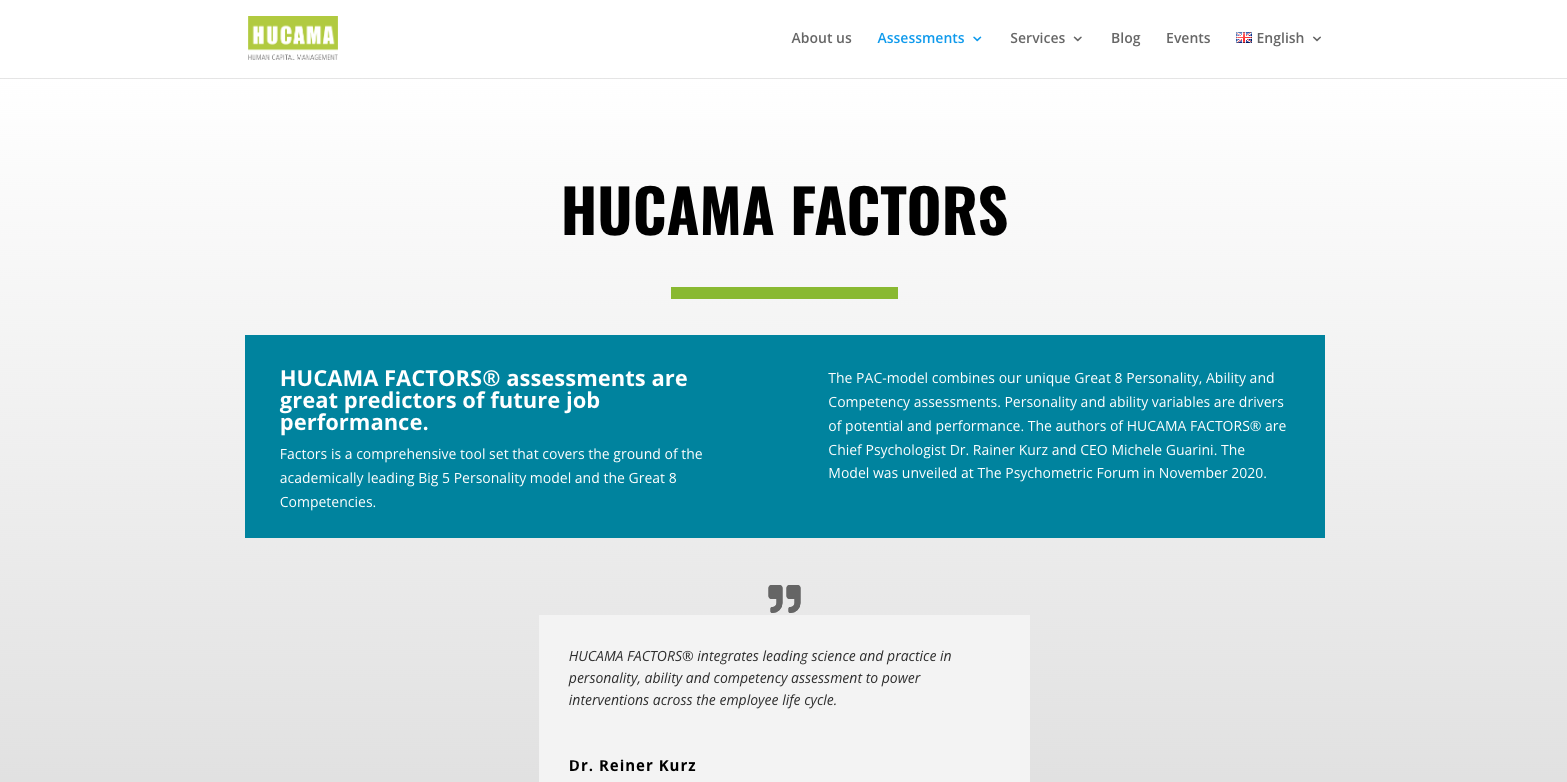 HUCAMA
HUMAN CAPITAL MANAGEMENT
About us
Assessments
Services
Blog
Events
English
HUCAMA FACTORS
HUCAMA FACTORS® assessments are
great predictors of future job
performance.
Factors is a comprehensive tool set that covers the ground of the
academically leading Big 5 Personality model and the Great 8
Competencies.
The PAC-model combines our unique Great 8 Personality, Ability and
Competency assessments. Personality and ability variables are drivers
of potential and performance. The authors of HUCAMA FACTORS® are
Chief Psychologist Dr. Rainer Kurz and CEO Michele Guarini. The
Model was unveiled at The Psychometric Forum in November 2020.
HUCAMA FACTORS® integrates leading science and practice in
personality, ability and competency assessment to power
interventions across the employee life cycle.
Dr. Reiner Kurz